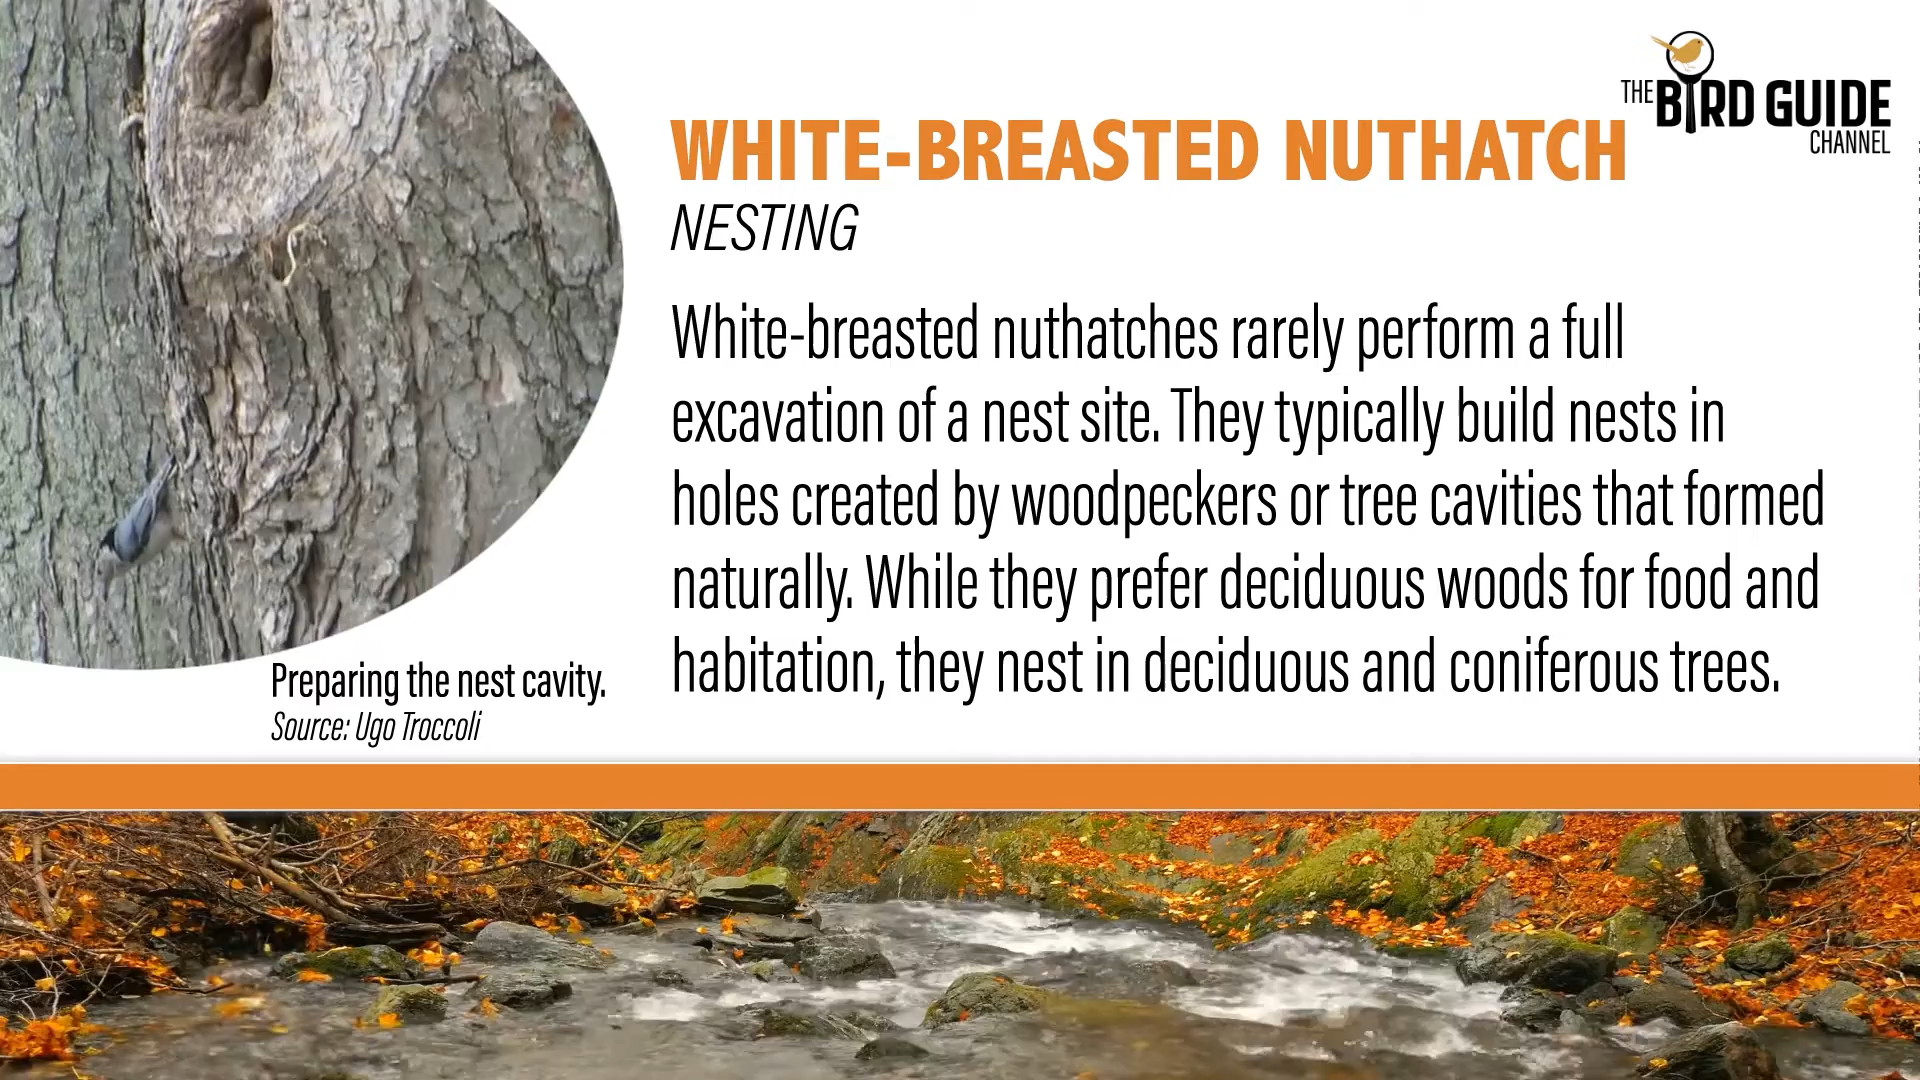 THE BIRD GUIDE
CHANNEL
WHITE-BREASTED NUTHATCH
NESTING
White-breasted nuthatches rarely perform a full
excavation of a nest site. They typically build nests in
holes created by woodpeckers or tree cavities that formed
naturally. While they prefer deciduous woods for food and
habitation, they nest in deciduous and coniferous trees.
Preparing the nest cavity.
Source: Ugo Troccoli